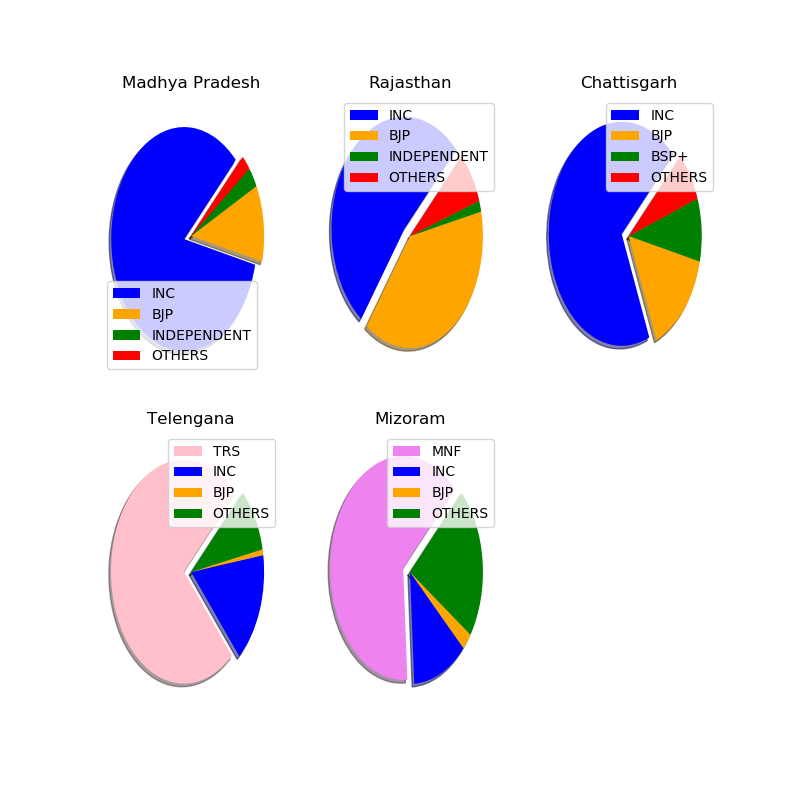 Madhya Pradesh
INC
BJP
INDEPENDENT
OTHERS
Rajasthan
INC
BJP
INDEPENDENT
OTHERS
Chattisgarh
INC
BJP
BSP+
OTHERS
Telengana
TRS
INC
BJP
OTHERS
Mizoram
MNF
INC
BJP
OTHERS